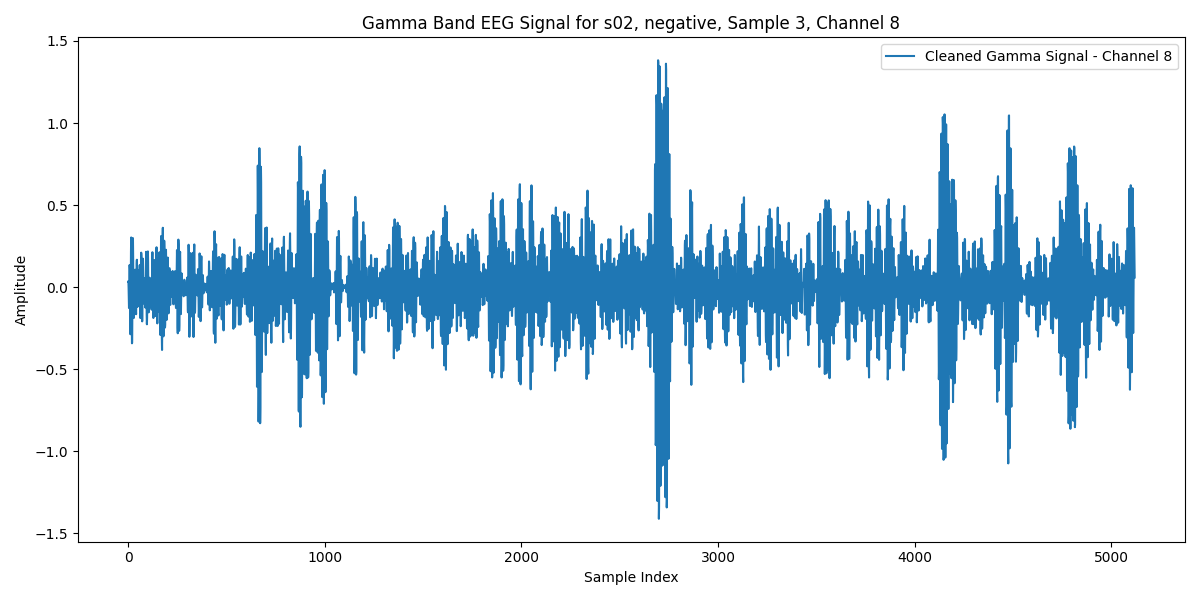 Gamma Band EEG Signal for s02, negative, Sample 3, Channel 8
Cleaned Gamma Signal - Channel 8
Amplitude
1.5
1.0
0.5
0.0
−0.5
−1.0
−1.5
0 1000 2000 3000 4000 5000
Sample Index